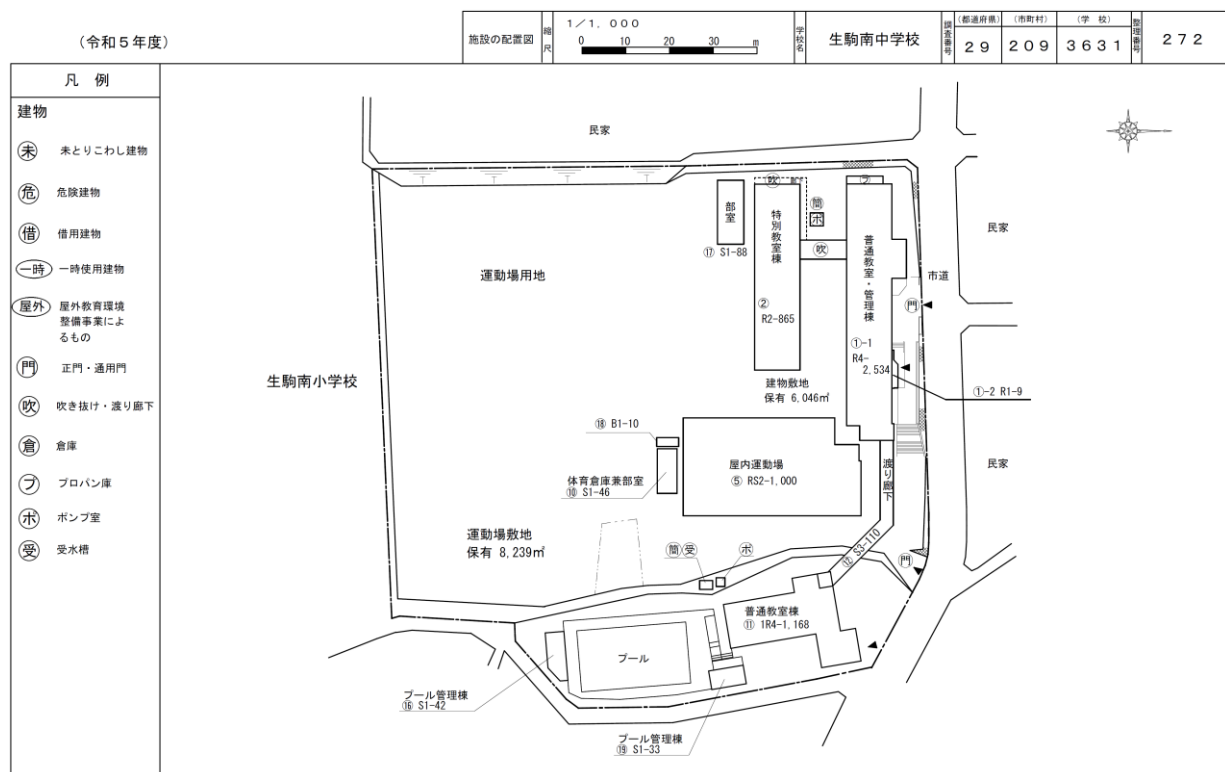 (令和5年度)
施設の配置図
縮尺
1/1,000
0 10 20 30 m
学校名
生駒南中学校
調査番号
(都道府県)
29
(市町村)
209
(学 校)
3631
整理番号
272
凡 例
建物
未 未とりこわし建物
危 危険建物
借 借用建物
一時 一時使用建物
屋外 屋外教育環境
整備事業によ
るもの
門 正門・通用門
吹 吹き抜け・渡り廊下
倉 倉庫
プ プロパン庫
ポ ポンプ室
受 受水槽
民家
部室
⑰ S1-88
吹
特別教室棟
②
R2-865
簡
ポ
吹
プ
普通教室・管理棟
①-1
R4-
2,534
民家
市道
門
①-2 R1-9
運動場用地
生駒南小学校
建物敷地
保有 6,046㎡
⑱ B1-10
体育倉庫兼部室
⑩ S1-46
屋内運動場
⑤ RS2-1,000
渡り廊下
民家
運動場敷地
保有 8,239㎡
簡 受
ポ
⑫ S3-110
門
普通教室棟
⑪ 1R4-1,168
プール
プール管理棟
⑯ S1-42
プール管理棟
⑲ S1-33